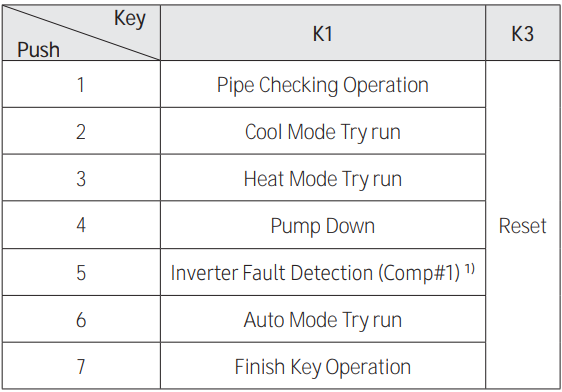 Key
Push
K1
K3
1
Pipe Checking Operation
2
Cool Mode Try run
3
Heat Mode Try run
4
Pump Down
Reset
5
Inverter Fault Detection (Comp#1) 1)
6
Auto Mode Try run
7
Finish Key Operation